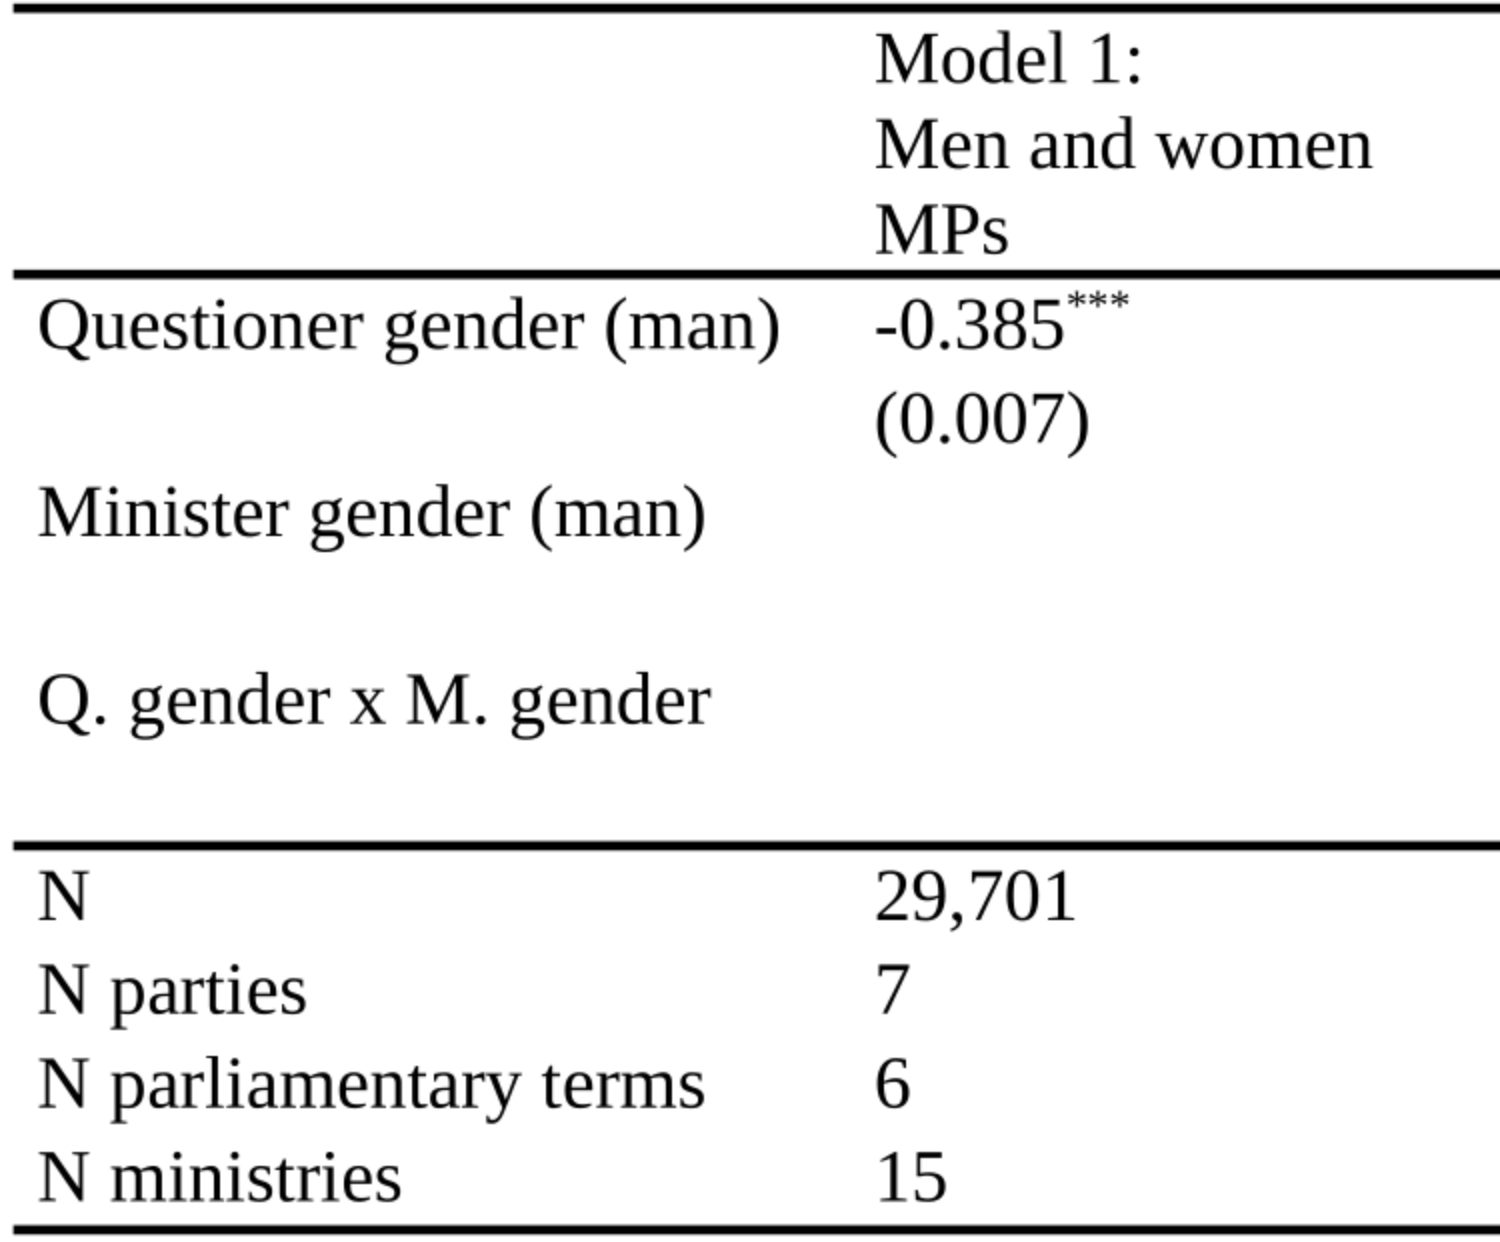 Model 1:
Men and women
MPs
Questioner gender (man) -0.385***
(0.007)
Minister gender (man)
Q. gender x M. gender
N 29,701
N parties 7
N parliamentary terms 6
N ministries 15